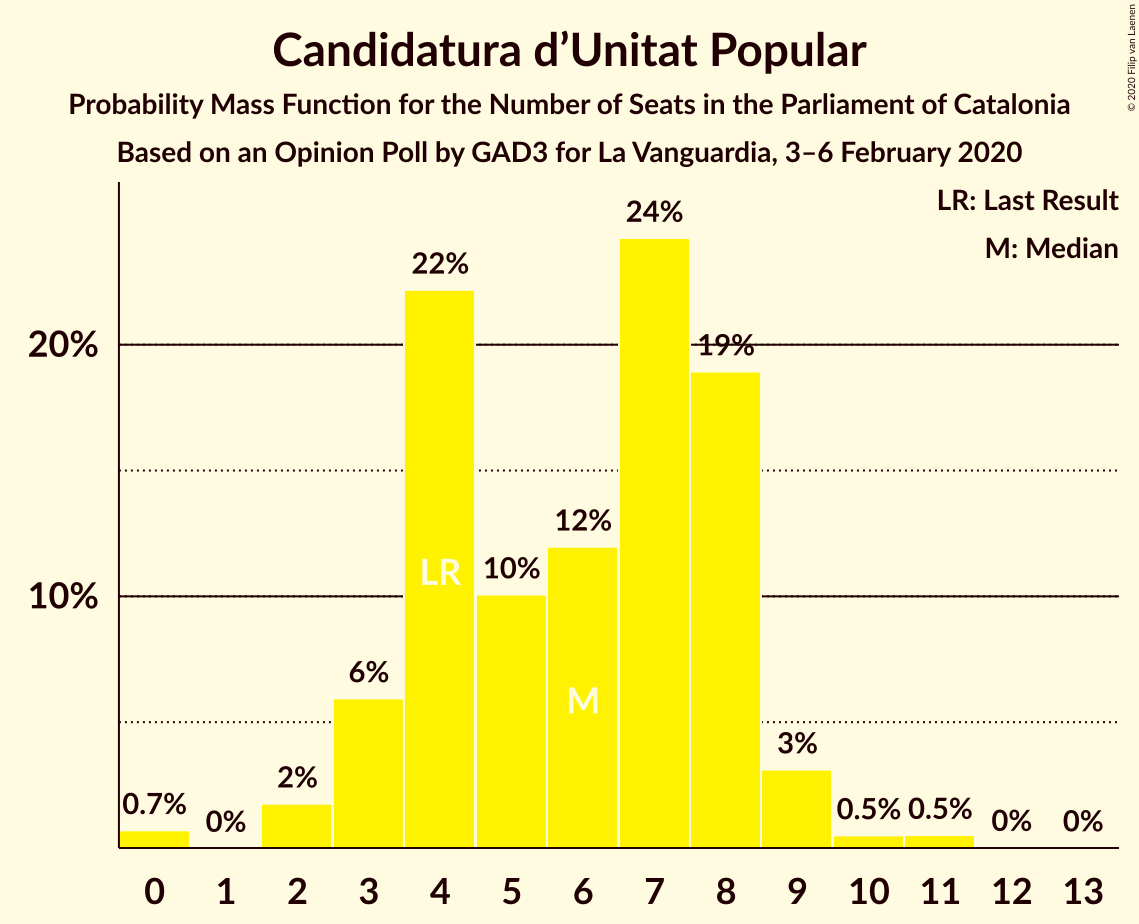 Candidatura d’Unitat Popular
Probability Mass Function for the Number of Seats in the Parliament of Catalonia
Based on an Opinion Poll by GAD3 for La Vanguardia, 3–6 February 2020
© 2020 Filip van Laenen
LR: Last Result
M: Median
24%
22%
20%
19%
12%
10%
LR
10%
6%
M
3%
2%
0.7%
0%
0.5%
0.5%
0%
0%
0 1 2 3 4 5 6 7 8 9 10 11 12 13